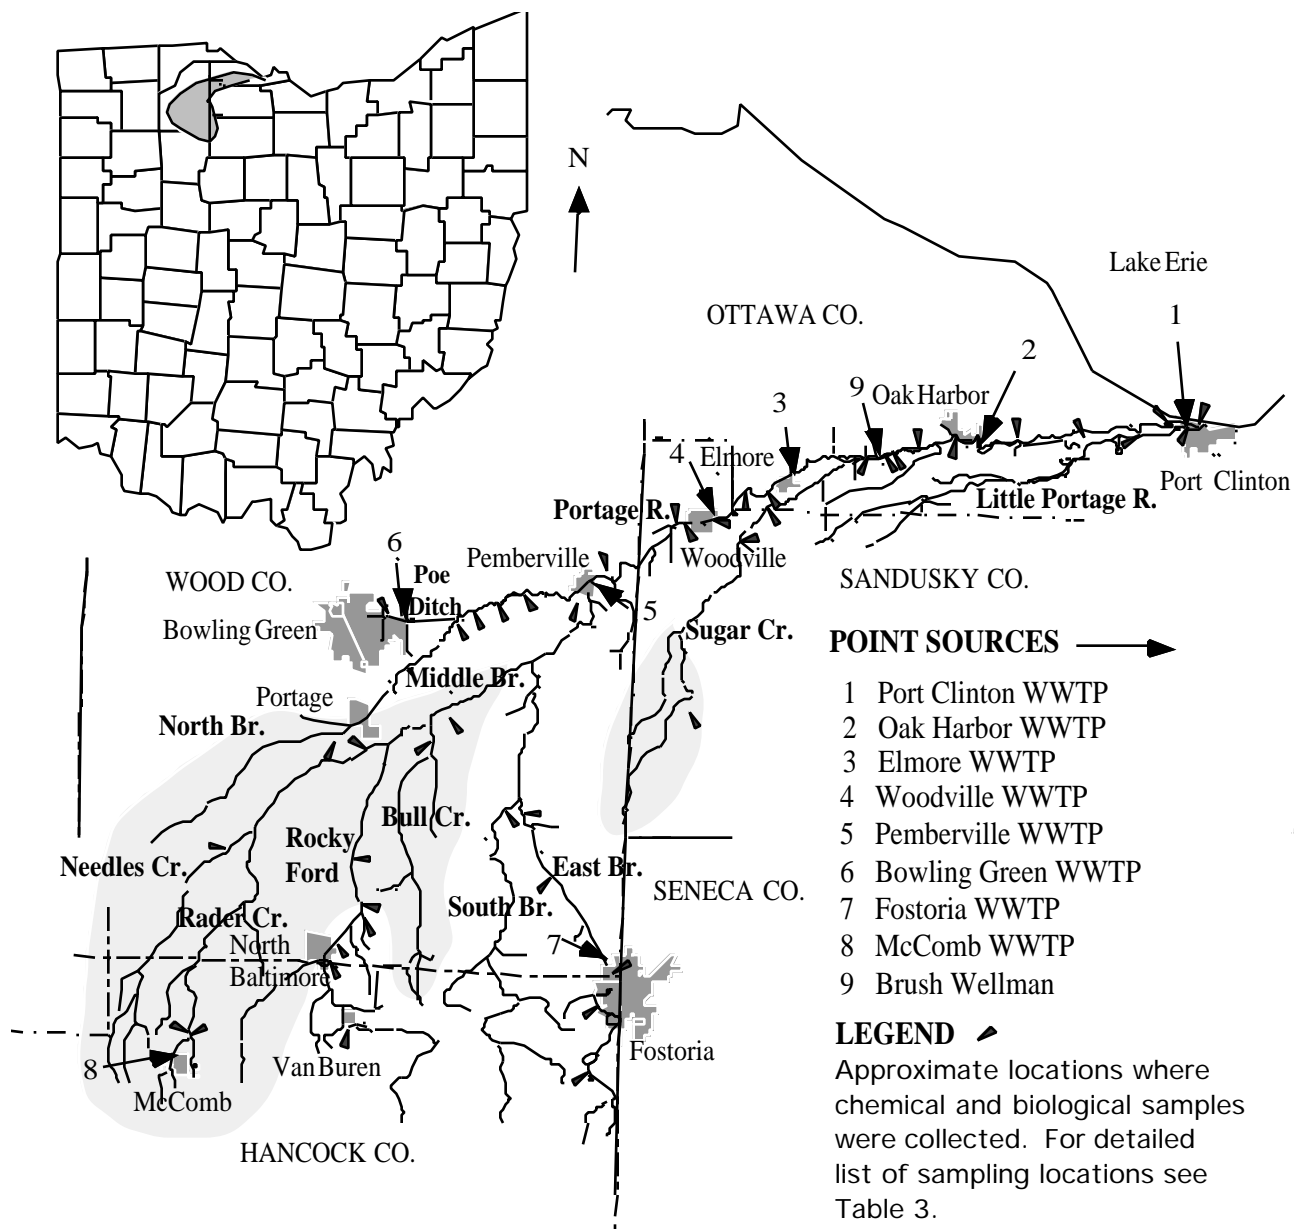 N
Lake Erie
OTTAWA CO.
1
2
9
Oak Harbor
3
4
Elmore
Port Clinton
Little Portage R.
Portage R.
6
Pemberville
Woodville
WOOD CO.
Poe
Ditch
SANDUSKY CO.
Bowling Green
5
Sugar Cr.
Middle Br.
Portage
North Br.
POINT SOURCES
1 Port Clinton WWTP
2 Oak Harbor WWTP
3 Elmore WWTP
4 Woodville WWTP
5 Pemberville WWTP
6 Bowling Green WWTP
7 Fostoria WWTP
8 McComb WWTP
9 Brush Wellman
Bull Cr.
Rocky
Ford
Needles Cr.
East Br.
SENECA CO.
South Br.
Rader Cr.
7
North
Baltimore
Fostoria
Van Buren
8
McComb
HANCOCK CO.
LEGEND
Approximate locations where
chemical and biological samples
were collected. For detailed
list of sampling locations see
Table 3.